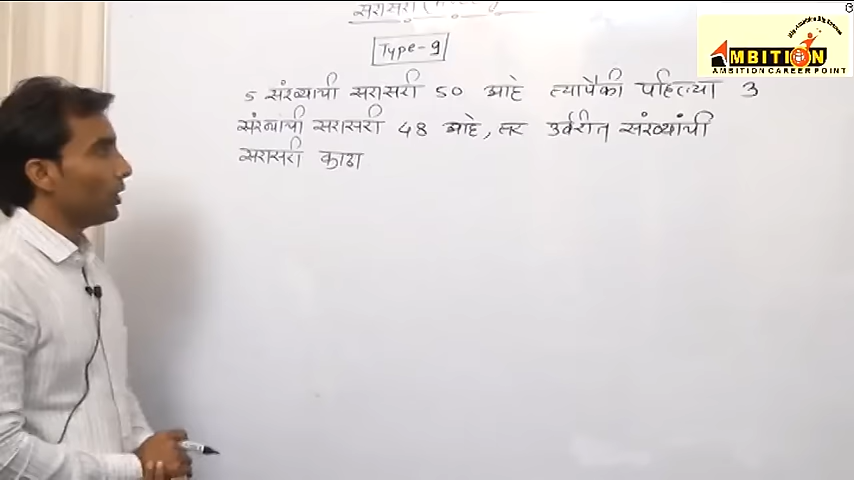 सरासरी
Type-9
AMBITION
AMBITION CAREER POINT
5 संख्यांची सरासरी 50 आहे त्यापैकी पहिल्या 3
संख्यांची सरासरी 48 आहे, तर उर्वरीत संख्यांची
सरासरी काढा